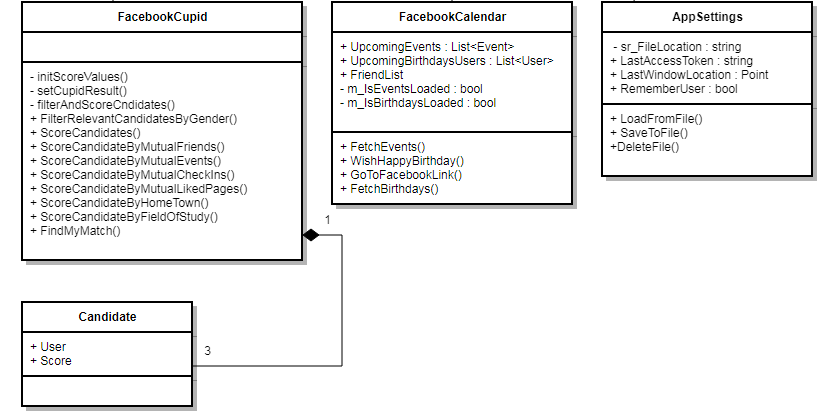 FacebookCupid
- initScoreValues()
- setCupidResult()
- filterAndScoreCndidates()
+ FilterRelevantCandidatesByGender()
+ ScoreCandidates()
+ ScoreCandidateByMutualFriends()
+ ScoreCandidateByMutualEvents()
+ ScoreCandidateByMutualCheckIns()
+ ScoreCandidateByMutualLikedPages()
+ ScoreCandidateByHomeTown()
+ ScoreCandidateByFieldOfStudy()
+ FindMyMatch()
FacebookCalendar
+ UpcomingEvents : List<Event>
+ UpcomingBirthdaysUsers : List<User>
+ FriendList
- m_IsEventsLoaded : bool
- m_IsBirthdaysLoaded : bool
+ FetchEvents()
+ WishHappyBirthday()
+ GoToFacebookLink()
+ FetchBirthdays()
AppSettings
- sr_FileLocation : string
+ LastAccessToken : string
+ LastWindowLocation : Point
+ RememberUser : bool
+ LoadFromFile()
+ SaveToFile()
+DeleteFile()
1
Candidate
+ User
+ Score
3